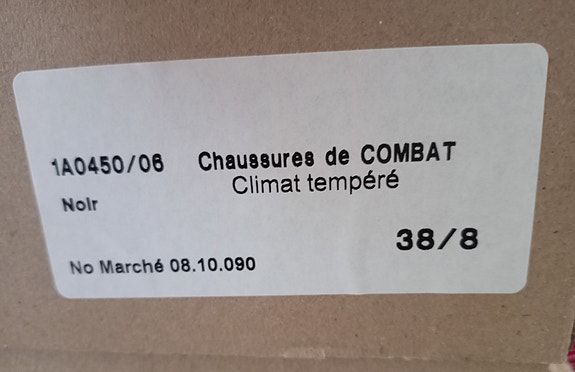 1A0450/06 Chaussures de COMBAT
Climat tempéré
Noir
38/8
No Marché 08.10.090